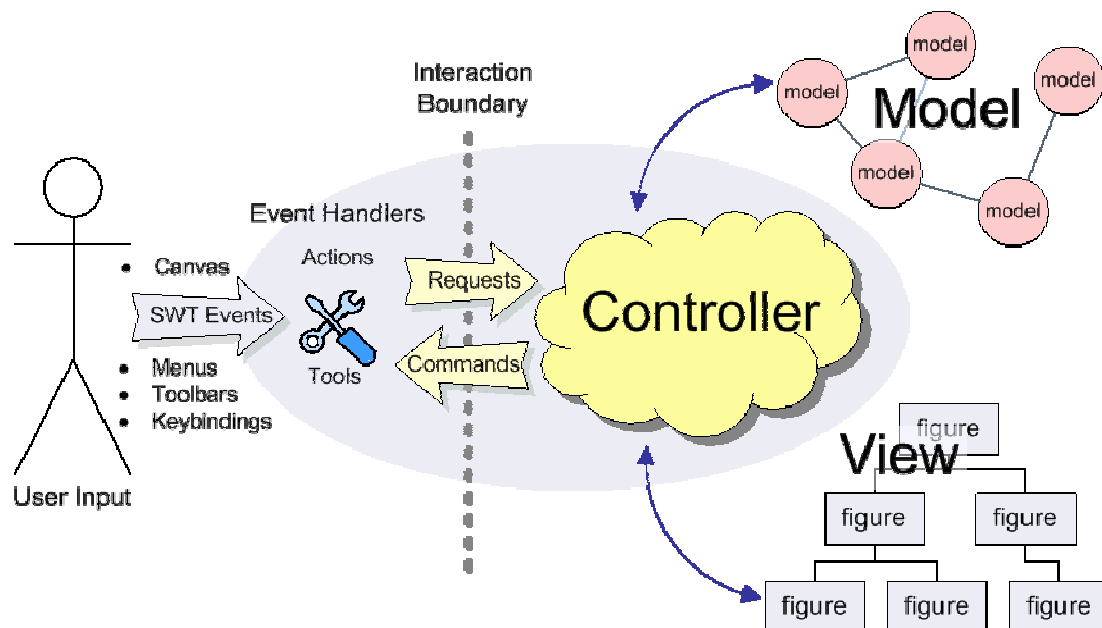 Interaction
Boundary
Event Handlers
Actions
Tools
Canvas
SWT Events
Menus
Toolbars
Keybindings
User Input
Requests
Commands
Controller
model
model
model
model
model
Model
View
figure
figure
figure
figure
figure
figure